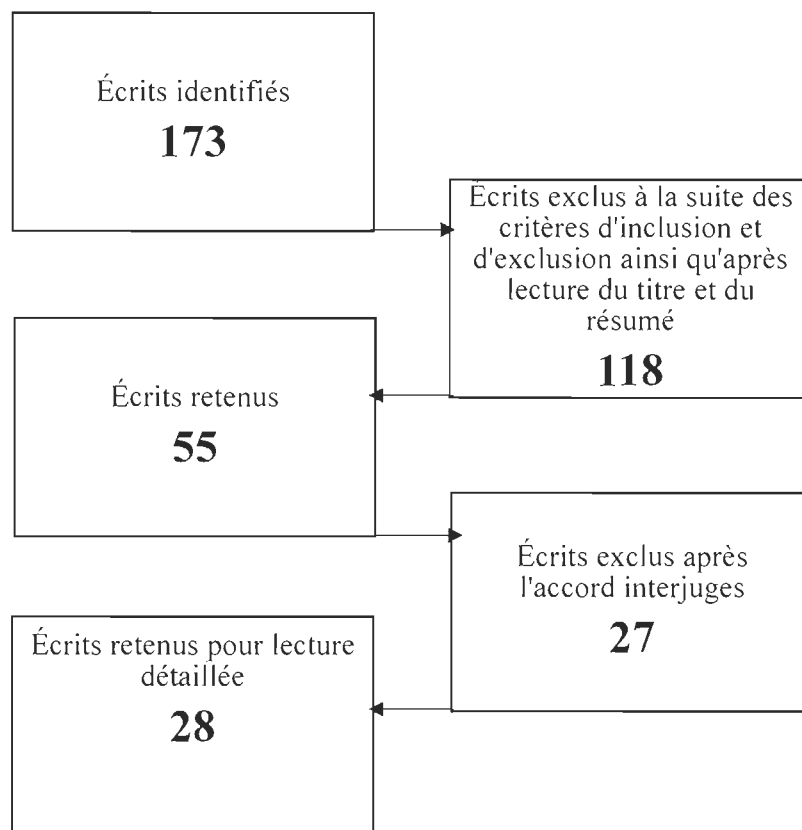 Écrits identifiés
173
Écrits exclus à la suite des
critères d'inclusion et
d'exclusion ainsi qu'après
lecture du titre et du
résumé
118
Écrits retenus
55
Écrits exclus après
l'accord interjuges
27
Écrits retenus pour lecture
détaillée
28